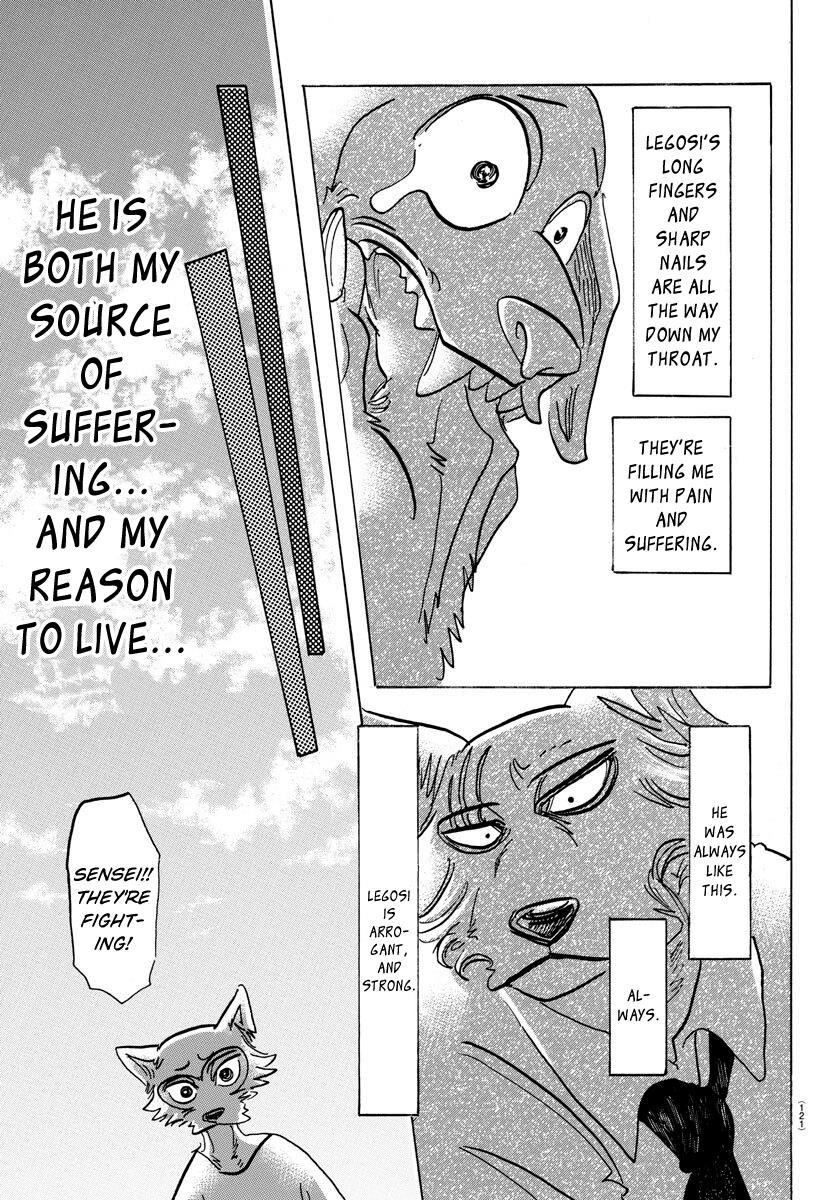 LEGOSI'S
LONG
FINGERS
AND
SHARP
NAILS
ARE ALL
THE WAY
DOWN MY
THROAT.
THEY'RE
FILLING ME
WITH PAIN
AND
SUFFERING.
HE
WAS
ALWAYS
LIKE
THIS.
AL-
WAYS.
LEGOSI
IS
ARRO-
GANT,
AND
STRONG.
HE IS
BOTH MY
SOURCE
OF
SUFFER-
ING...
AND MY
REASON
TO LIVE...
SENSEI!!
THEY'RE
FIGHT-
ING!
(121)